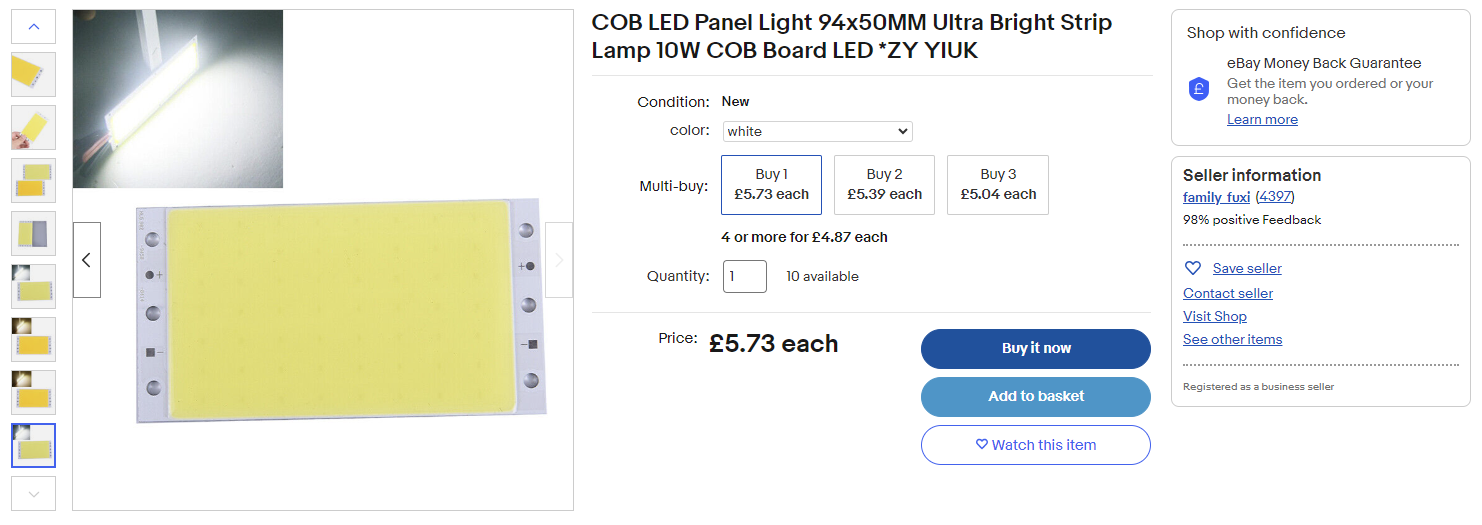 COB LED Panel Light 94x50MM Ultra Bright Strip
Lamp 10W COB Board LED *ZY YIUK
Condition: New
color: white
Multi-buy:
Buy 1
£5.73 each
Buy 2
£5.39 each
Buy 3
£5.04 each
4 or more for £4.87 each
Quantity: 1 10 available
Price: £5.73 each
Buy it now
Add to basket
Watch this item
Shop with confidence
eBay Money Back Guarantee
Get the item you ordered or your
money back.
Learn more
Seller information
family_fuxi (4397)
98% positive Feedback
Save seller
Contact seller
Visit Shop
See other items
Registered as a business seller